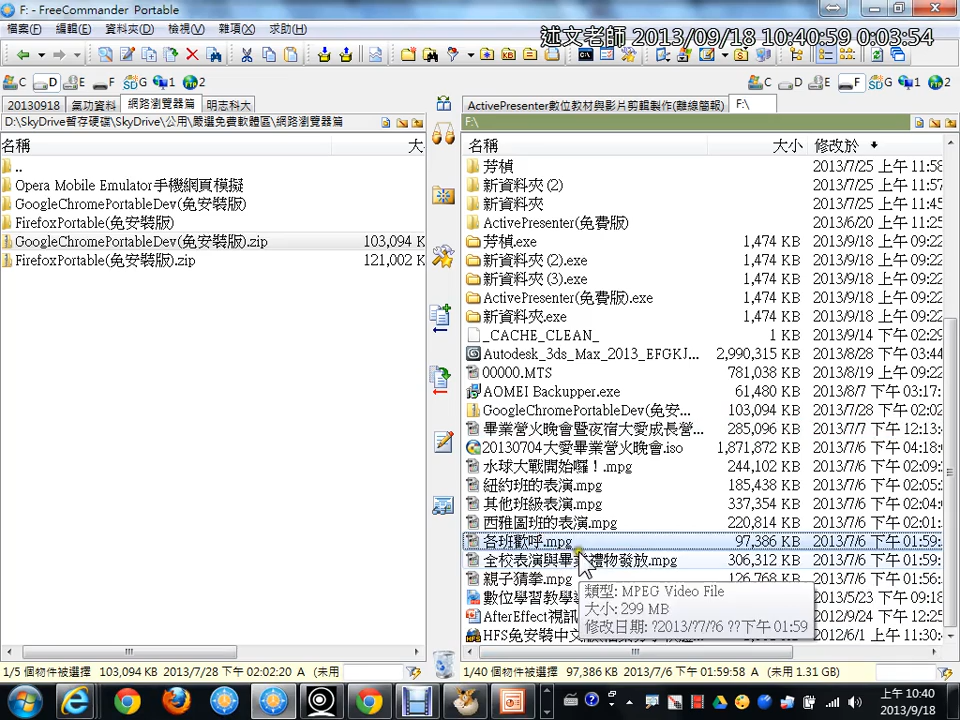 F: - FreeCommander Portable
檔案(F) 編輯(E) 資料夾(D) 檢視(V) 雜項(X) 求助(H)
述文老師 2013/09/18 10:40:59 0:03:54
C D E F G 1 2
C D E F G 1 2
20130918 氣功資料 網路瀏覽器篇 明志科大
D:\SkyDrive暫存硬碟\SkyDrive\公用\嚴選免費軟體區\網路瀏覽器篇
名稱 大
..
Opera Mobile Emulator手機網頁模擬
GoogleChromePortableDev(免安裝版)
FirefoxPortable(免安裝版)
GoogleChromePortableDev(免安裝版).zip 103,094 K
FirefoxPortable(免安裝版).zip 121,002 K
ActivePresenter數位教材與影片剪輯製作(離線簡報) F:\
F:\
名稱 大小 修改於
芳楨 2013/7/25 上午 11:58
新資料夾 (2) 2013/7/25 上午 11:57
新資料夾 2013/7/25 上午 11:
ActivePresenter(免費版) 2013/6/20 上午 11:25
芳楨.exe 1,474 KB 2013/9/18 上午 09:22
新資料夾 (2).exe 1,474 KB 2013/9/18 上午 09:22
新資料夾 (3).exe 1,474 KB 2013/9/18 上午 09:22
ActivePresenter(免費版).exe 1,474 KB 2013/9/18 上午 09:22
新資料夾.exe 1,474 KB 2013/9/18 上午 09:22
_CACHE_CLEAN_ 1 KB 2013/9/14 下午 02:29
Autodesk_3ds_Max_2013_EFGKJ... 2,990,315 KB 2013/8/28 下午 03:44
00000.MTS 781,038 KB 2013/8/19 上午 09:22
AOMEI Backupper.exe 61,480 KB 2013/8/7 下午 03:17:
GoogleChromePortableDev(免安... 103,094 KB 2013/7/28 下午 02:02
畢業營火晚會暨夜宿大愛成長營... 285,096 KB 2013/7/7 下午 12:13:
20130704大愛畢業營火晚會.iso 1,871,872 KB 2013/7/6 下午 04:18:
水球大戰開始囉！.mpg 244,102 KB 2013/7/6 下午 02:09:
紐約班的表演.mpg 185,438 KB 2013/7/6 下午 02:05:
其他班級表演.mpg 337,354 KB 2013/7/6 下午 02:04:
西雅圖班的表演.mpg 220,814 KB 2013/7/6 下午 02:01:
各班歡呼.mpg 97,386 KB 2013/7/6 下午 01:59:
全校表演與畢業禮物發放.mpg 306,312 KB 2013/7/6 下午 01:59:
親子猜拳.mpg 126,768 KB 2013/7/6 下午 01:
數位學習教學 2013/5/23 下午 09:
AfterEffect視訊 2012/9/24 下午 12:
HFS免安裝中文版 2012/6/1 上午 11:30:
類型: MPEG Video File
大小: 299 MB
修改日期: ?2013/?7/?6 ??下午 01:59
1/5 個物件被選擇 103,094 KB 2013/7/28 下午 02:02:20 A (未用
1/40 個物件被選擇 97,386 KB 2013/7/6 下午 01:59:58 A (未用 1.31 GB)
上午 10:40
2013/9/18